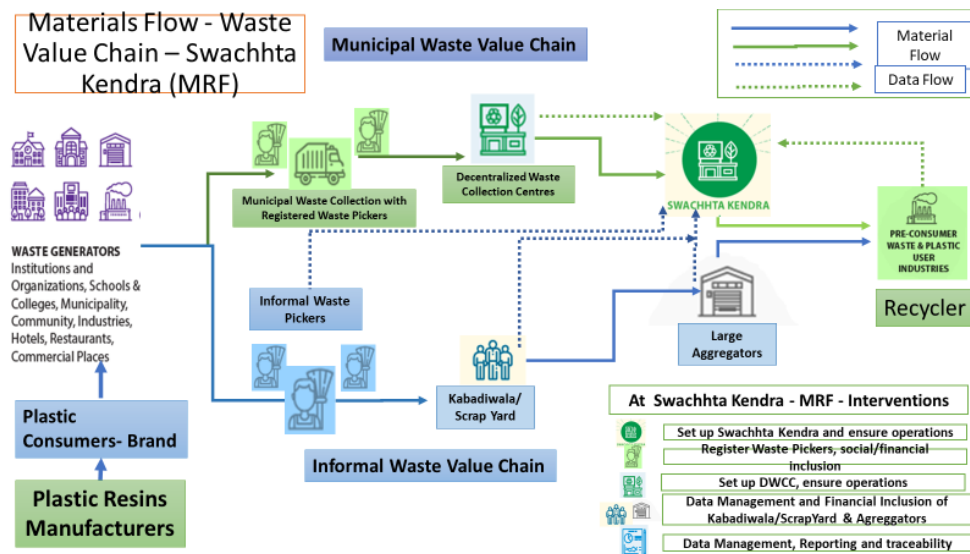 Materials Flow - Waste
Value Chain – Swachhta
Kendra (MRF)
Municipal Waste Value Chain
Material
Flow
Data Flow
Municipal Waste Collection with
Registered Waste Pickers
Decentralized Waste
Collection Centres
SWACHHTA KENDRA
PRE-CONSUMER
WASTE & PLASTIC
USER
INDUSTRIES
Recycler
WASTE GENERATORS
Institutions and
Organizations, Schools &
Colleges, Municipality,
Community, Industries,
Hotels, Restaurants,
Commercial Places
Informal Waste
Pickers
Large
Aggregators
Kabadiwala/
Scrap Yard
Plastic
Consumers- Brand
Informal Waste Value Chain
Plastic Resins
Manufacturers
At Swachhta Kendra - MRF - Interventions
Set up Swachhta Kendra and ensure operations
Register Waste Pickers, social/financial
inclusion
Set up DWCC, ensure operations
Data Management and Financial Inclusion of
Kabadiwala/ScrapYard & Agreggators
Data Management, Reporting and traceability